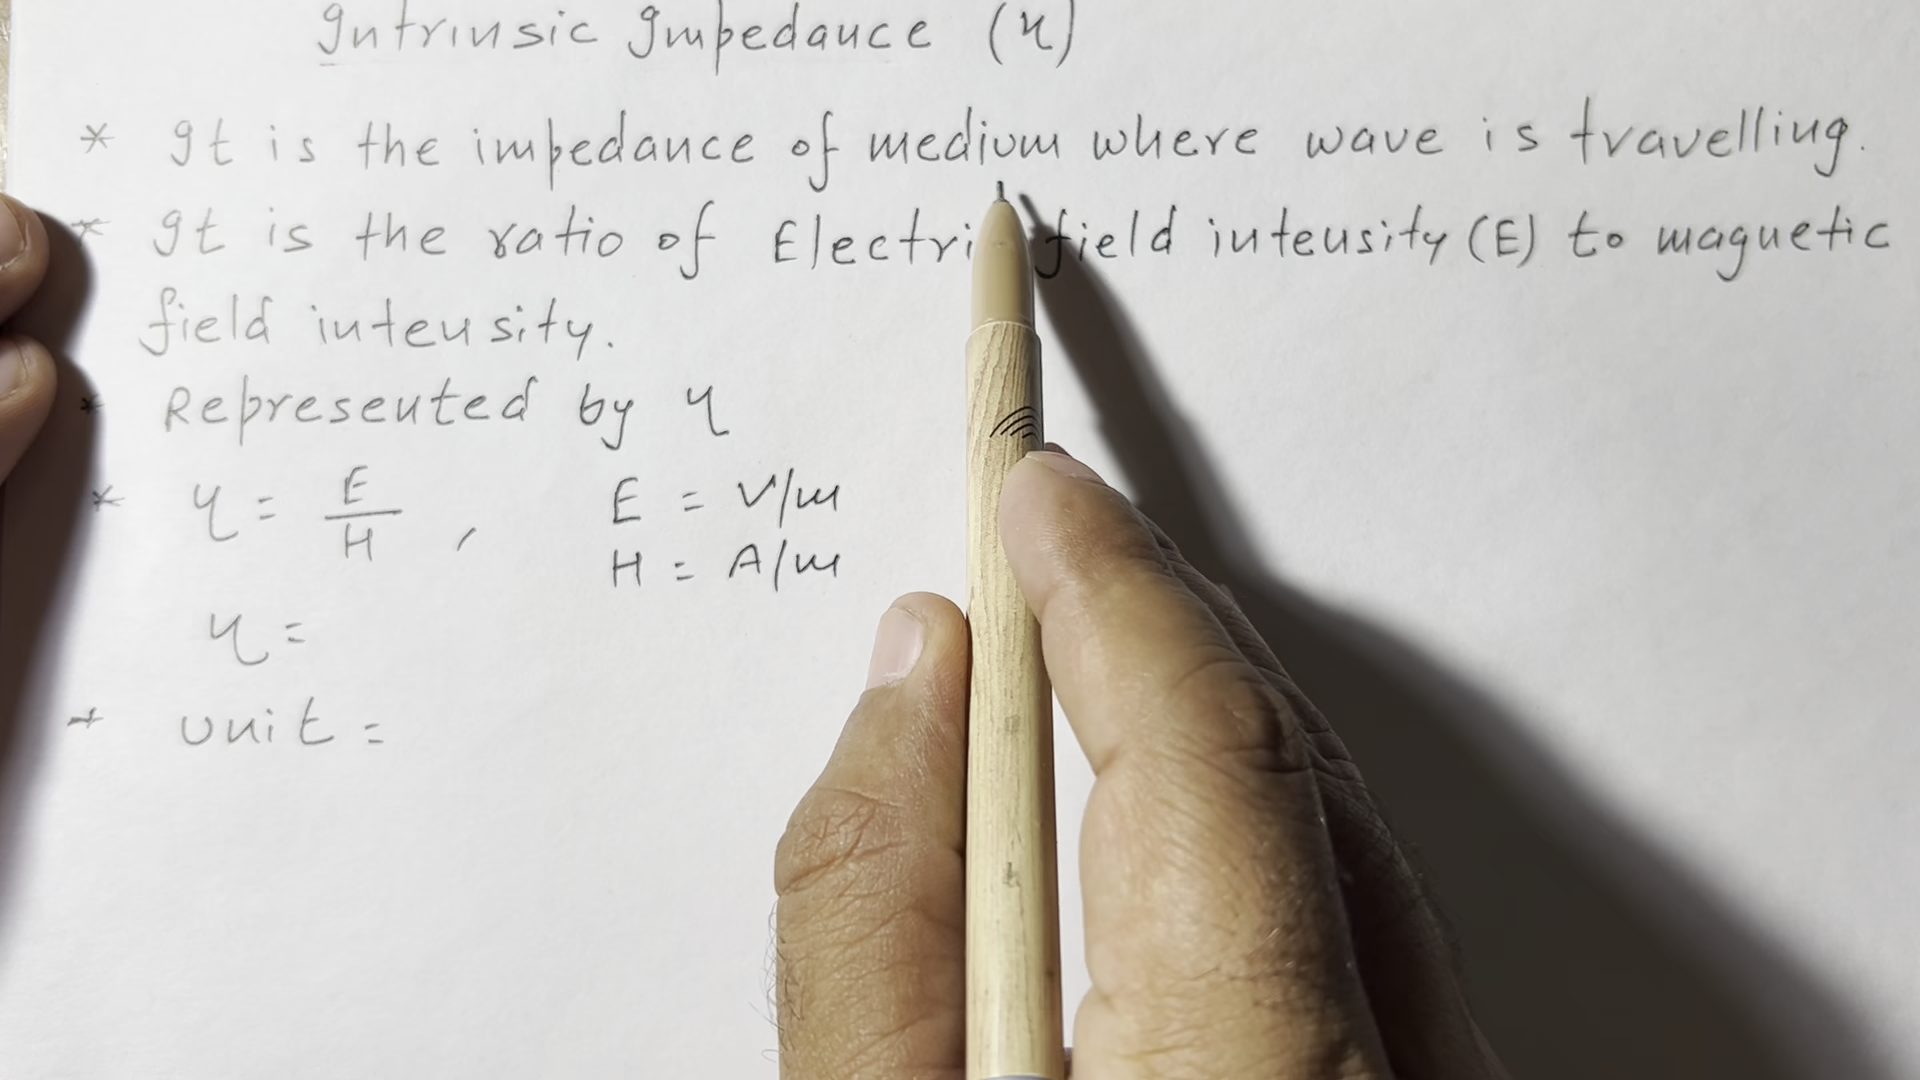 Intrinsic Impedance (η)
* It is the impedance of medium where wave is travelling.
* It is the ratio of Electri field intensity (E) to magnetic
field intensity.
* Represented by η
* η = E/H , E = V/m
H = A/m
η =
* unit =